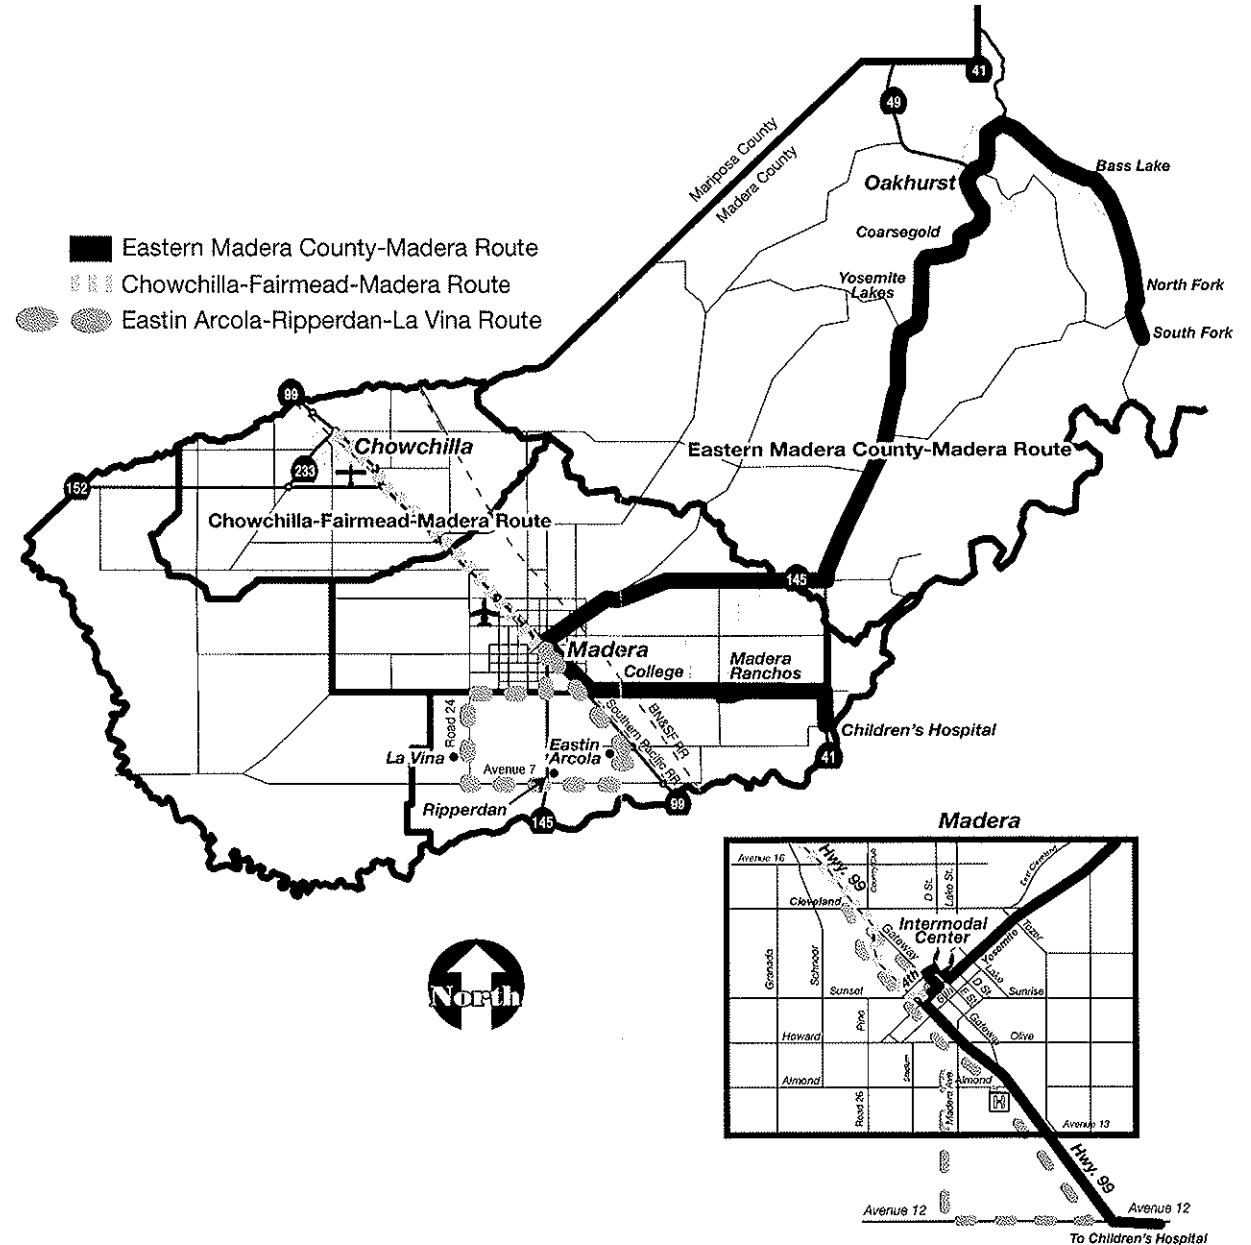 41
49
Mariposa County
Madera County
Bass Lake
Oakhurst
Coarsegold
Yosemite
Lakes
North Fork
South Fork
Eastern Madera County-Madera Route
Chowchilla-Fairmead-Madera Route
Eastin Arcola-Ripperdan-La Vina Route
99
Chowchilla
233
152
Eastern Madera County-Madera Route
Chowchilla-Fairmead-Madera Route
145
Madera
College
Madera
Ranchos
Children's Hospital
41
Road 24
Southern Pacific RR
BN&SF RR
La Vina
Eastin
Arcola
Avenue 7
Ripperdan
145
99
North
Madera
Avenue 16
Hwy. 99
D St.
Lake St.
East Cleveland
Cleveland
Gateway
Intermodal
Center
Tozer
Yosemite
Lake
Granada
Schnoor
4th
6th
D St.
E St.
Sunset
Sunrise
Pine
Gateway
Howard
Olive
Stadium
Almond
Almond
Madera Ave.
Road 26
H
Avenue 13
Hwy. 99
Avenue 12
Avenue 12
To Children's Hospital